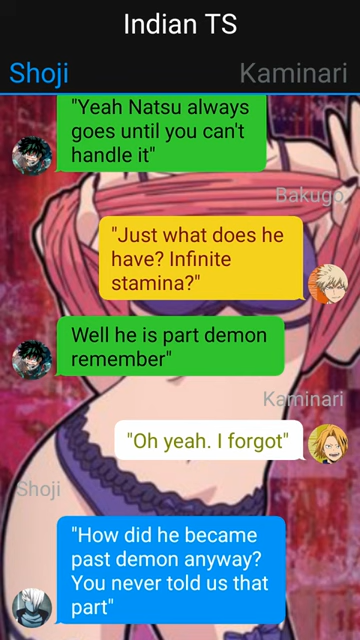 Indian TS
Shoji
Kaminari
"Yeah Natsu always
goes until you can't
handle it"
Bakugo
"Just what does he
have? Infinite
stamina?"
Well he is part demon
remember"
Kaminari
"Oh yeah. I forgot"
Shoji
"How did he became
past demon anyway?
You never told us that
part"